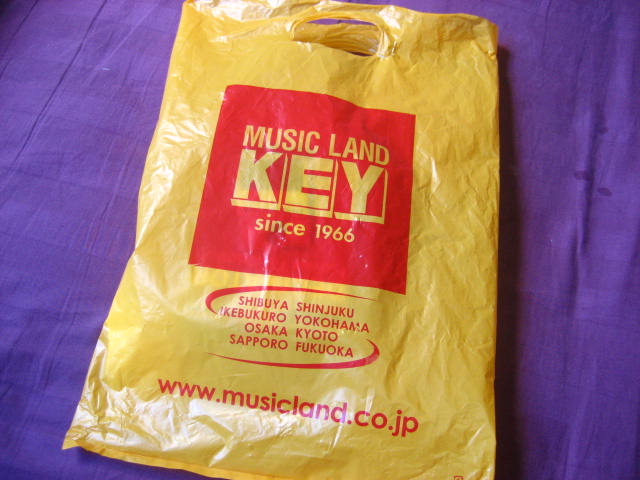 MUSIC LAND
KEY
since 1966
SHIBUYA SHINJUKU
IKEBUKURO YOKOHAMA
OSAKA KYOTO
SAPPORO FUKUOKA
www.musicland.co.jp